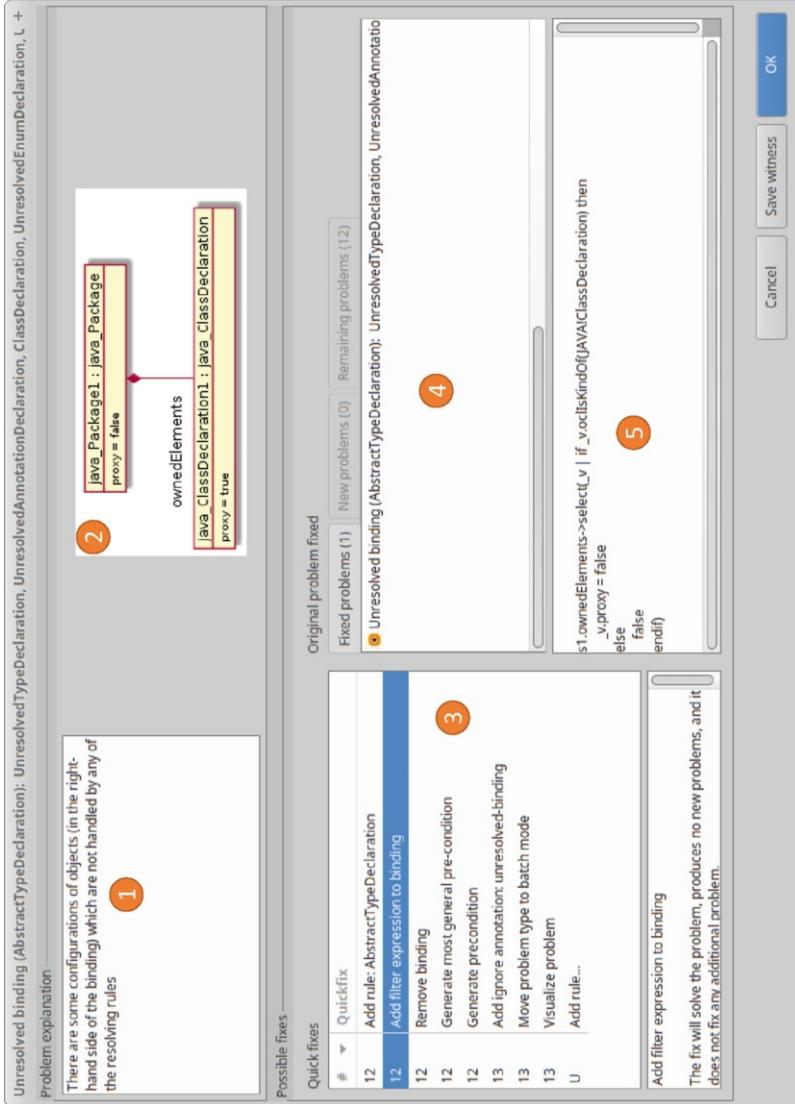 Unresolved binding (AbstractTypeDeclaration): UnresolvedTypeDeclaration, UnresolvedAnnotationDeclaration, ClassDeclaration, UnresolvedEnumDeclaration, U +
Problem explanation
There are some configurations of objects (in the right-
hand side of the binding) which are not handled by any of
the resolving rules
1
2
java_Package1 : java_Package
proxy = false
ownedElements
java_ClassDeclaration1 : java_ClassDeclaration
proxy = true
Possible fixes
Quick fixes
# Quickfix
12 Add rule: AbstractTypeDeclaration
12 Add filter expression to binding
12 Remove binding
12 Generate most general pre-condition
12 Generate precondition
13 Add ignore annotation: unresolved-binding
13 Move problem type to batch mode
13 Visualize problem
U Add rule...
3
Add filter expression to binding
The fix will solve the problem, produces no new problems, and it
does not fix any additional problem.
Original problem fixed
Fixed problems (1) New problems (0) Remaining problems (12)
Unresolved binding (AbstractTypeDeclaration): UnresolvedTypeDeclaration, UnresolvedAnnotatio
4
s1.ownedElements->select(_v | if _v.oclIsKindOf(JAVA!ClassDeclaration) then
_v.proxy = false
else
false
endif)
5
Cancel Save witness OK